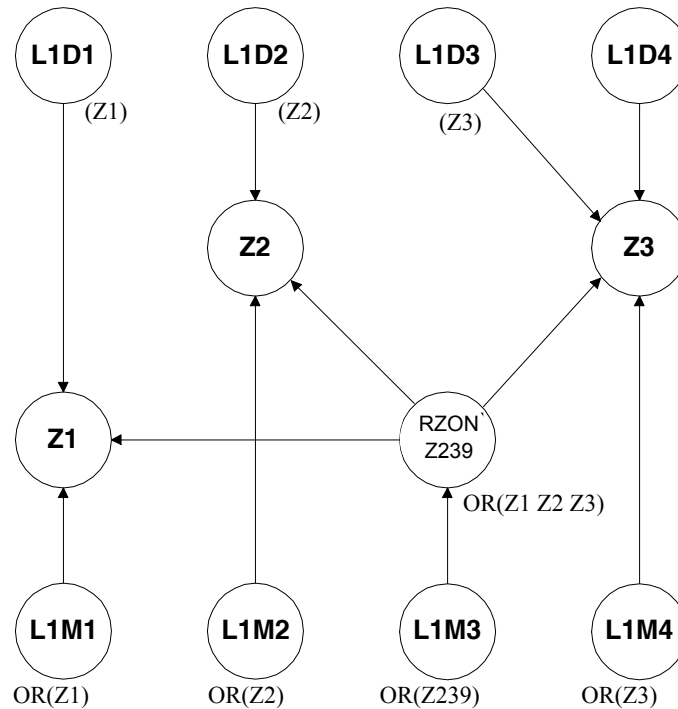 L1D1 L1D2 L1D3 L1D4
(Z1) (Z2) (Z3)
Z2 Z3
Z1
RZON`
Z239
OR(Z1 Z2 Z3)
L1M1 L1M2 L1M3 L1M4
OR(Z1) OR(Z2) OR(Z239) OR(Z3)